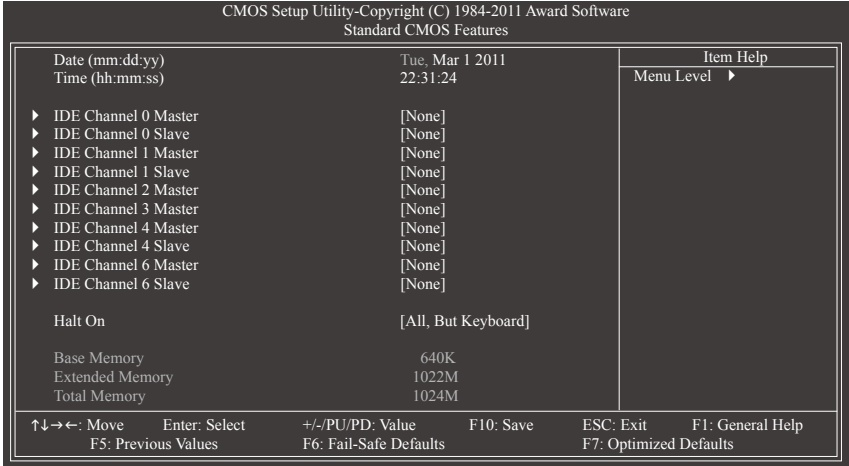 CMOS Setup Utility-Copyright (C) 1984-2011 Award Software
Standard CMOS Features
Date (mm:dd:yy) Tue, Mar 1 2011
Time (hh:mm:ss) 22:31:24
IDE Channel 0 Master [None]
IDE Channel 0 Slave [None]
IDE Channel 1 Master [None]
IDE Channel 1 Slave [None]
IDE Channel 2 Master [None]
IDE Channel 3 Master [None]
IDE Channel 4 Master [None]
IDE Channel 4 Slave [None]
IDE Channel 6 Master [None]
IDE Channel 6 Slave [None]
Halt On [All, But Keyboard]
Base Memory 640K
Extended Memory 1022M
Total Memory 1024M
Item Help
Menu Level ▶
↑↓→←: Move Enter: Select +/-/PU/PD: Value F10: Save ESC: Exit F1: General Help
F5: Previous Values F6: Fail-Safe Defaults F7: Optimized Defaults